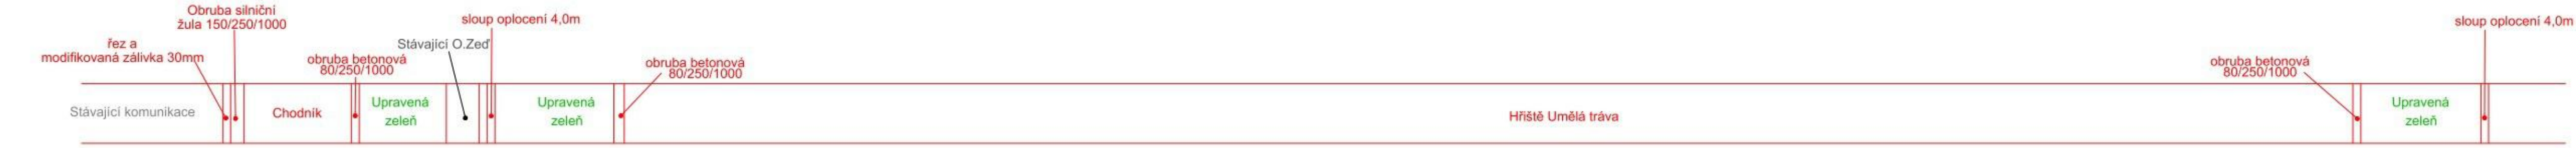 Obruba silniční
žula 150/250/1000
sloup oplocení 4,0m
sloup oplocení 4,0m
řez a
modifikovaná zálivka 30mm
Stávající O.Zeď
obruba betonová
80/250/1000
obruba betonová
80/250/1000
obruba betonová
80/250/1000
Stávající komunikace
Chodník
Upravená
zeleň
Upravená
zeleň
Hřiště Umělá tráva
Upravená
zeleň